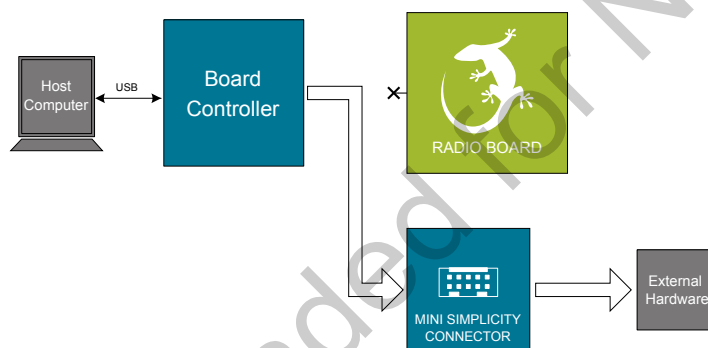 Host
Computer
USB
Board
Controller
RADIO BOARD
MINI SIMPLICITY
CONNECTOR
External
Hardware